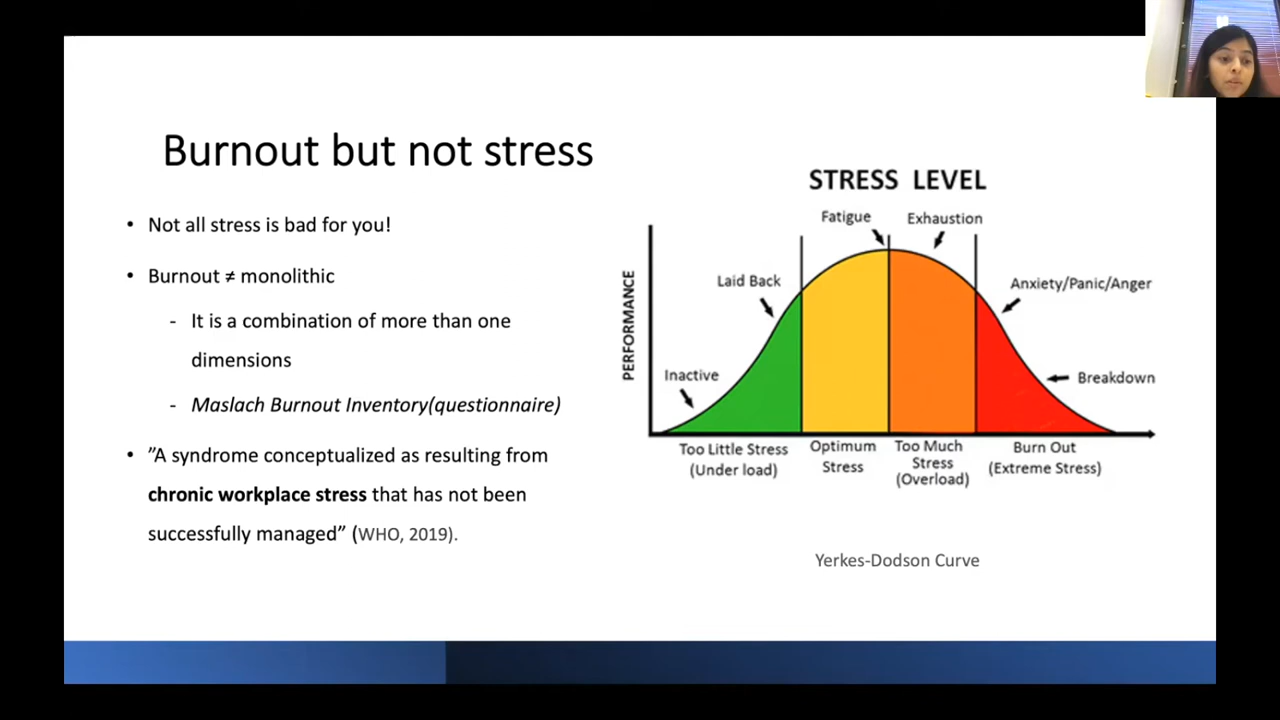 Burnout but not stress
• Not all stress is bad for you!
• Burnout ≠ monolithic
- It is a combination of more than one
dimensions
- Maslach Burnout Inventory(questionnaire)
• ”A syndrome conceptualized as resulting from
chronic workplace stress that has not been
successfully managed” (WHO, 2019).
STRESS LEVEL
Fatigue
Exhaustion
Laid Back
Anxiety/Panic/Anger
PERFORMANCE
Inactive
Breakdown
Too Little Stress
(Under load)
Optimum
Stress
Too Much
Stress
(Overload)
Burn Out
(Extreme Stress)
Yerkes-Dodson Curve